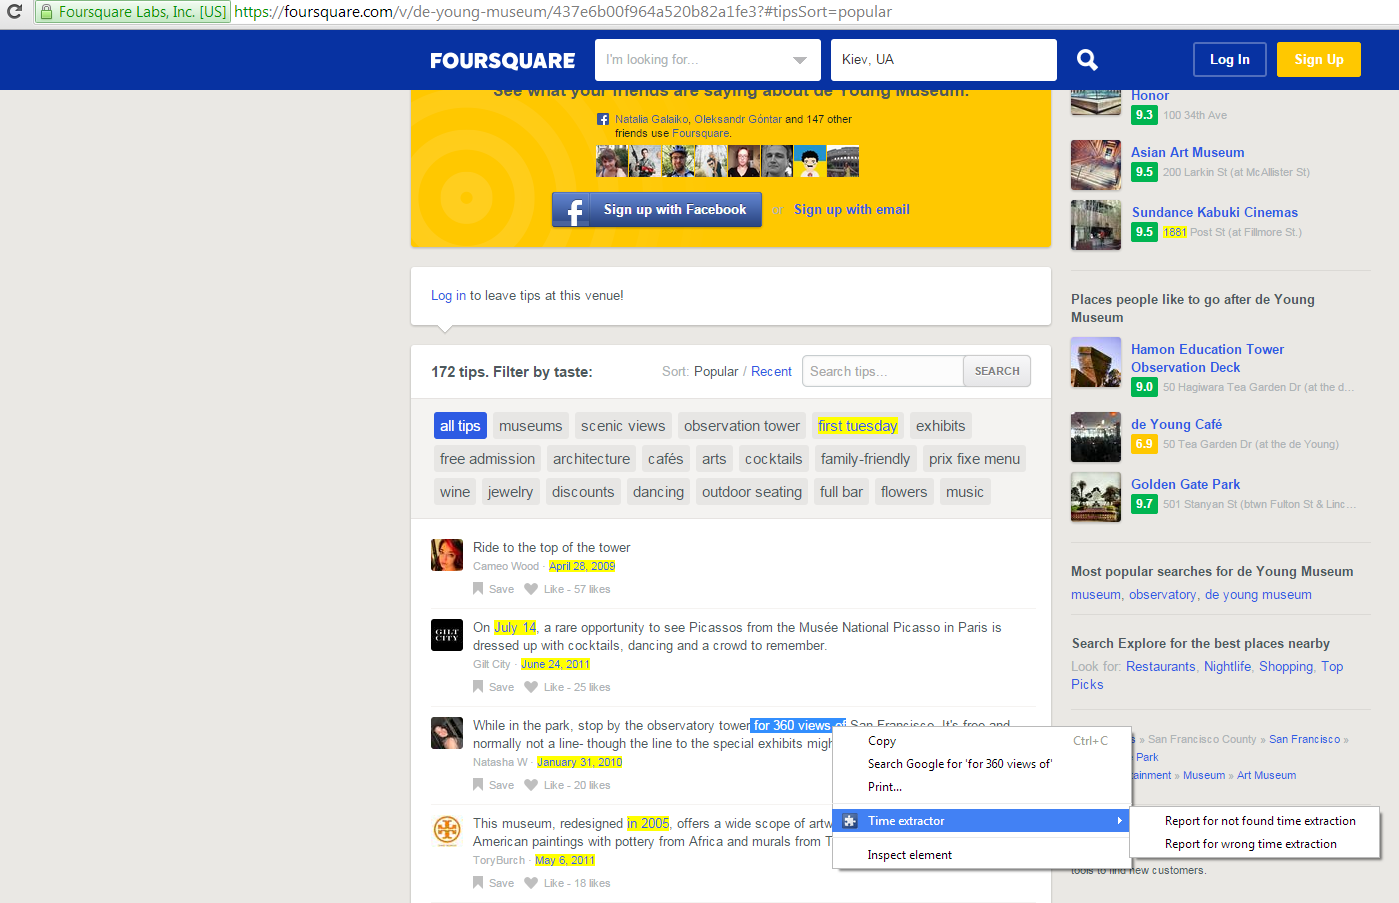 Foursquare Labs, Inc. [US] https://foursquare.com/v/de-young-museum/437e6b00f964a520b82a1fe3?#tipsSort=popular
FOURSQUARE
I'm looking for...
Kiev, UA
Log In
Sign Up
See what your friends are saying about de Young Museum.
Natalia Galaiko, Oleksandr Góntar and 147 other
friends use Foursquare.
f Sign up with Facebook
or Sign up with email
Log in to leave tips at this venue!
172 tips. Filter by taste:
Sort: Popular / Recent
Search tips...
SEARCH
all tips museums scenic views observation tower first tuesday exhibits
free admission architecture cafés arts cocktails family-friendly prix fixe menu
wine jewelry discounts dancing outdoor seating full bar flowers music
Ride to the top of the tower
Cameo Wood · April 28, 2009
Save Like - 57 likes
GILT
CITY
On July 14, a rare opportunity to see Picassos from the Musée National Picasso in Paris is
dressed up with cocktails, dancing and a crowd to remember.
Gilt City · June 24, 2011
Save Like - 25 likes
While in the park, stop by the observatory tower for 360 views of San Francisco. It's free and
normally not a line- though the line to the special exhibits
Natasha W · January 31, 2010
Save Like - 20 likes
This museum, redesigned in 2005, offers a wide scope of
American paintings with pottery from Africa and murals from
ToryBurch · May 6, 2011
Save Like - 18 likes
Copy Ctrl+C
Search Google for 'for 360 views of'
Print...
Time extractor
Inspect element
Report for not found time extraction
Report for wrong time extraction
Honor
9.3 100 34th Ave
Asian Art Museum
9.5 200 Larkin St (at McAllister St)
Sundance Kabuki Cinemas
9.5 1881 Post St (at Fillmore St.)
Places people like to go after de Young
Museum
Hamon Education Tower
Observation Deck
9.0 50 Hagiwara Tea Garden Dr (at the d...
de Young Café
6.9 50 Tea Garden Dr (at the de Young)
Golden Gate Park
9.7 501 Stanyan St (btwn Fulton St & Linc...
Most popular searches for de Young Museum
museum, observatory, de young museum
Search Explore for the best places nearby
Look for: Restaurants, Nightlife, Shopping, Top
Picks
» San Francisco County » San Francisco »
Park
» Museum » Art Museum
tools to find new customers.